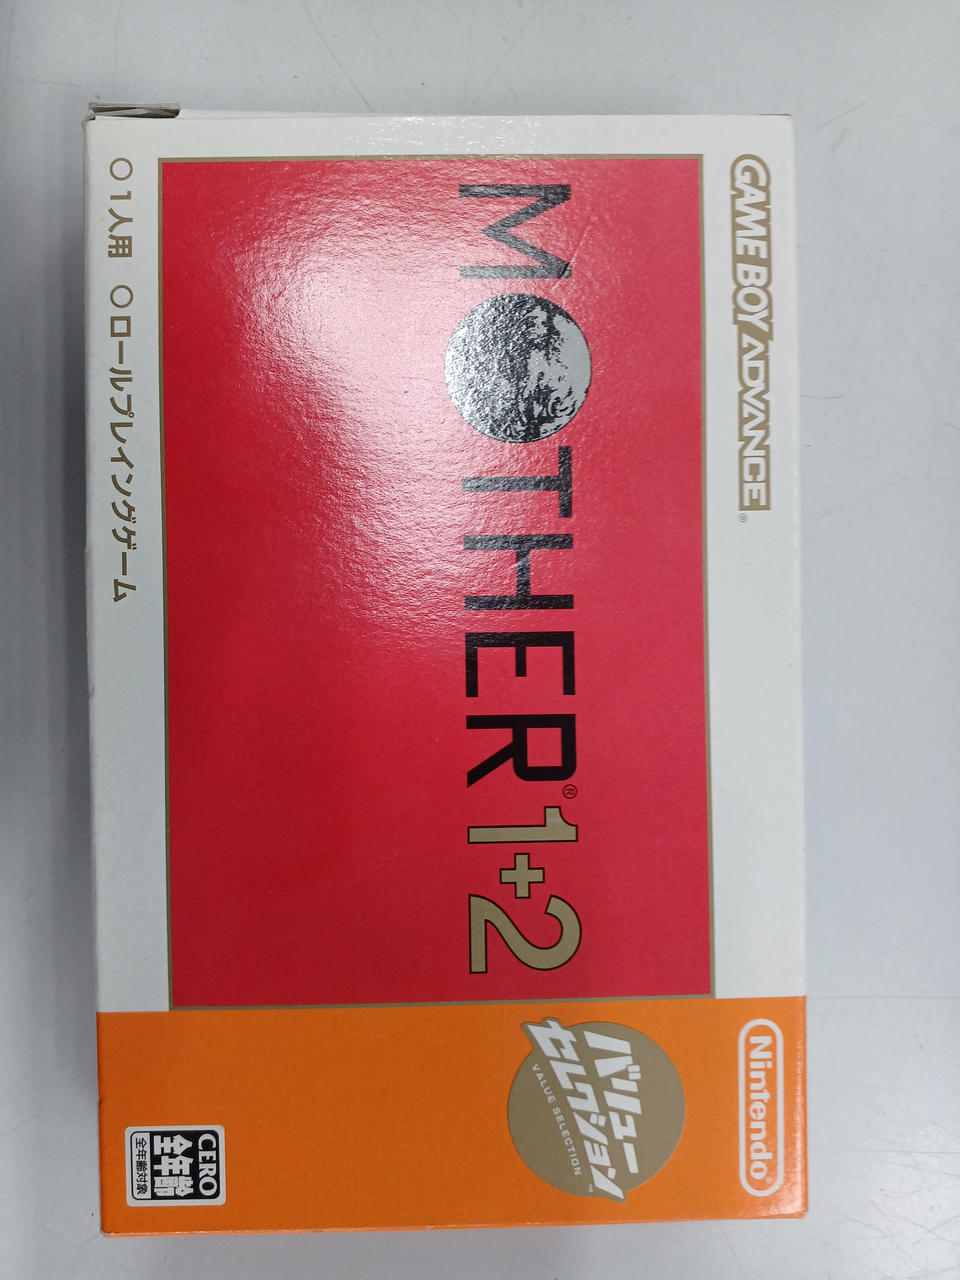 GAME BOY ADVANCE®
MOTHER®1+2
○1人用 ○ロールプレイングゲーム
Nintendo®
バリュー
セレクション™
VALUE SELECTION
CERO
全年齢
全年齢対象